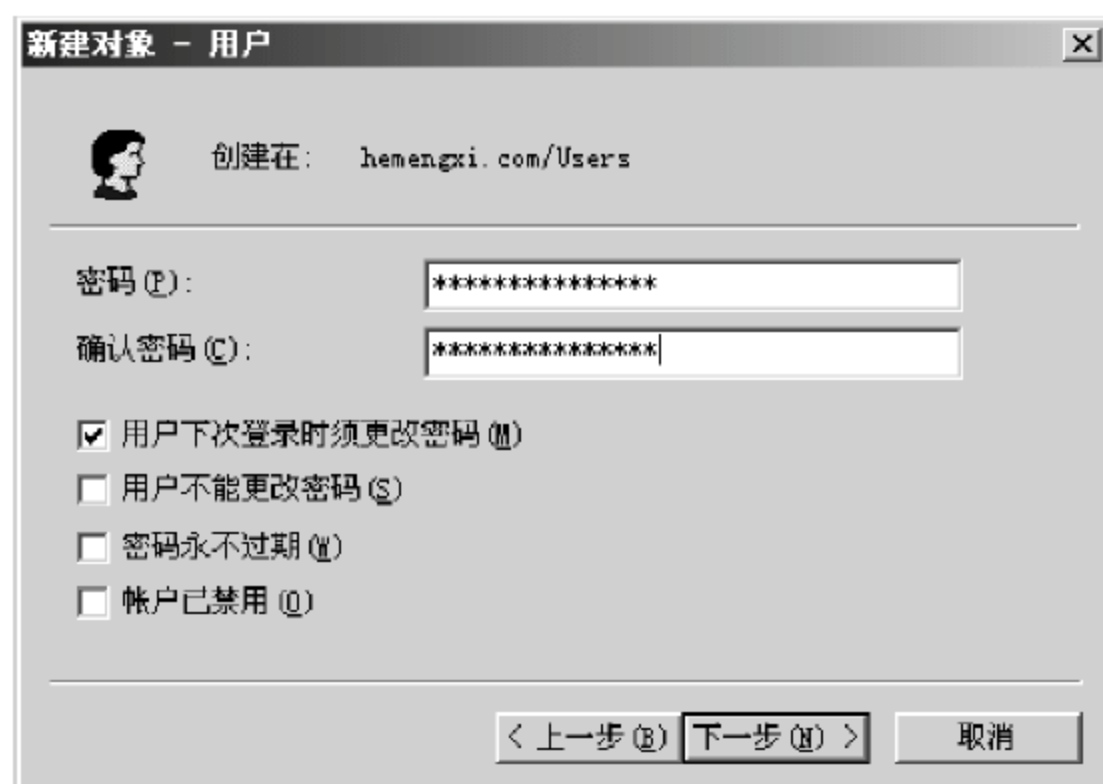 新建对象 - 用户
创建在: hemengxi.com/Users
密码(P): ***************
确认密码(C): ***************
用户下次登录时须更改密码(M)
用户不能更改密码(S)
密码永不过期(W)
帐户已禁用(O)
< 上一步(B) 下一步(N) > 取消